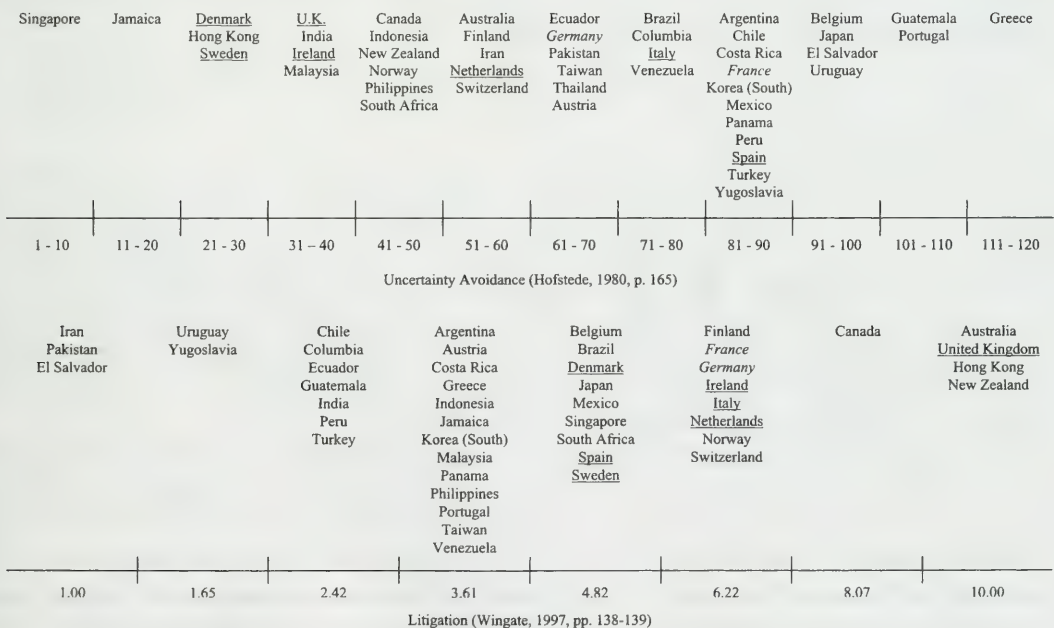 Singapore Jamaica Denmark U.K. Canada Australia Ecuador Brazil Argentina Belgium Guatemala Greece
Hong Kong India Indonesia Finland Germany Columbia Chile Japan Portugal
Sweden Ireland New Zealand Iran Pakistan Italy Costa Rica El Salvador
Malaysia Norway Netherlands Taiwan Venezuela France Uruguay
Philippines Switzerland Thailand Korea (South)
South Africa Austria Mexico
Panama
Peru
Spain
Turkey
Yugoslavia
1 - 10 11 - 20 21 - 30 31 – 40 41 - 50 51 - 60 61 - 70 71 - 80 81 - 90 91 - 100 101 - 110 111 - 120
Uncertainty Avoidance (Hofstede, 1980, p. 165)
Iran Uruguay Chile Argentina Belgium Finland Canada Australia
Pakistan Yugoslavia Columbia Austria Brazil France United Kingdom
El Salvador Ecuador Costa Rica Denmark Germany Hong Kong
Guatemala Greece Japan Ireland New Zealand
India Indonesia Mexico Italy
Peru Jamaica Singapore Netherlands
Turkey Korea (South) South Africa Norway
Malaysia Spain Switzerland
Panama Sweden
Philippines
Portugal
Taiwan
Venezuela
1.00 1.65 2.42 3.61 4.82 6.22 8.07 10.00
Litigation (Wingate, 1997, pp. 138-139)